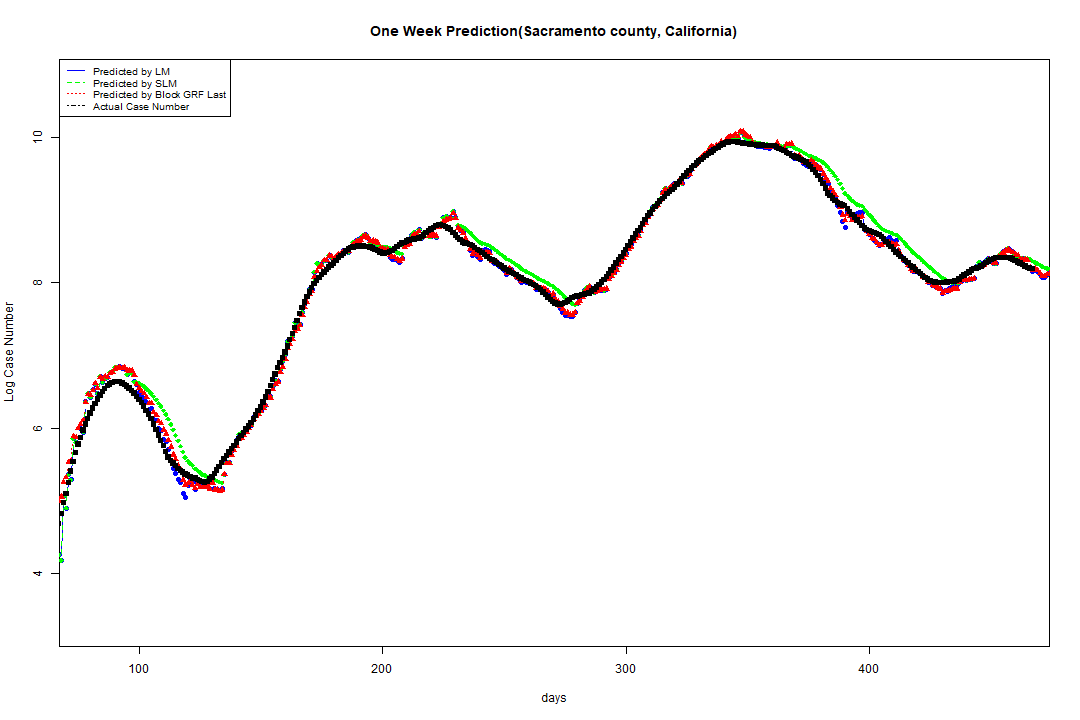 One Week Prediction(Sacramento county, California)
Predicted by LM
Predicted by SLM
Predicted by Block GRF Last
Actual Case Number
Log Case Number
10
8
6
4
100
200
300
400
days